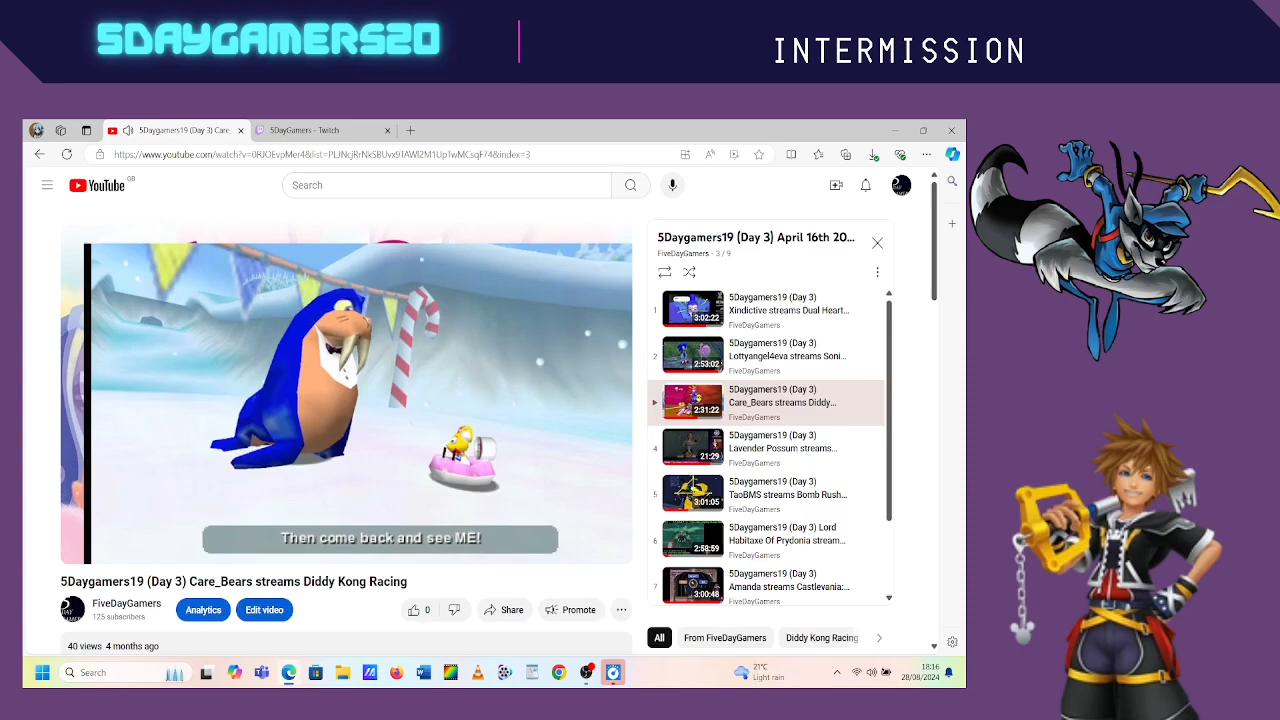 5DAYGAMERS20
INTERMISSION
5Daygamers19 (Day 3) Care_
5DayGamers - Twitch
https://www.youtube.com/watch?v=0RJOEvpMer4&list=PLINcjRrNkSBUvx9TAWl2M1UpTwMCsqF74&index=3
YouTube GB
Search
5Daygamers19 (Day 3) April 16th 20...
FiveDayGamers - 3 / 9
1
3:02:22
5Daygamers19 (Day 3)
Xindictive streams Dual Heart...
FiveDayGamers
2
2:53:02
5Daygamers19 (Day 3)
Lottyangel4eva streams Soni...
FiveDayGamers
2:31:22
5Daygamers19 (Day 3)
Care_Bears streams Diddy...
FiveDayGamers
4
21:29
5Daygamers19 (Day 3)
Lavender Possum streams...
FiveDayGamers
5
3:01:05
5Daygamers19 (Day 3)
TaoBMS streams Bomb Rush...
FiveDayGamers
6
2:58:59
5Daygamers19 (Day 3) Lord
Habitaxe Of Prydonia stream...
FiveDayGamers
7
3:00:48
5Daygamers19 (Day 3)
Amanda streams Castlevania:...
FiveDayGamers
Then come back and see ME!
5Daygamers19 (Day 3) Care_Bears streams Diddy Kong Racing
FiveDayGamers
125 subscribers
Analytics
Edit video
0
Share
Promote
40 views 4 months ago
All
From FiveDayGamers
Diddy Kong Racing
Search
21°C
Light rain
18:16
28/08/2024